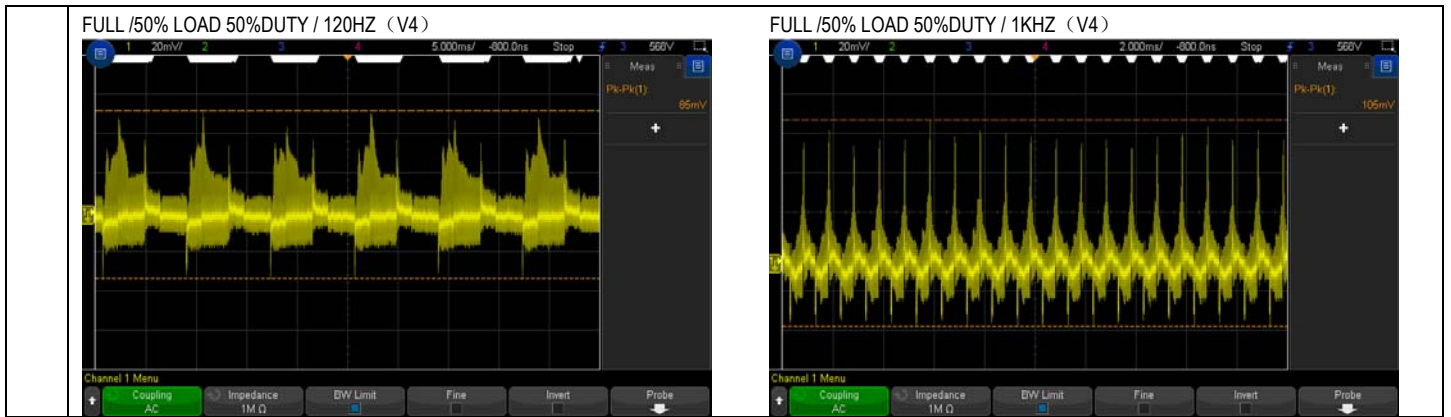 FULL /50% LOAD 50%DUTY / 120HZ（V4）
1 20mV/ 2 3 4 5.000ms/ -800.0ns Stop 3 568V
Meas
Pk-Pk(1):
85mV
+
Channel 1 Menu
Coupling
AC
Impedance
1M Ω
BW Limit
Fine
Invert
Probe
FULL /50% LOAD 50%DUTY / 1KHZ（V4）
1 20mV/ 2 3 4 2.000ms/ -800.0ns Stop 3 568V
Meas
Pk-Pk(1):
105mV
+
Channel 1 Menu
Coupling
AC
Impedance
1M Ω
BW Limit
Fine
Invert
Probe